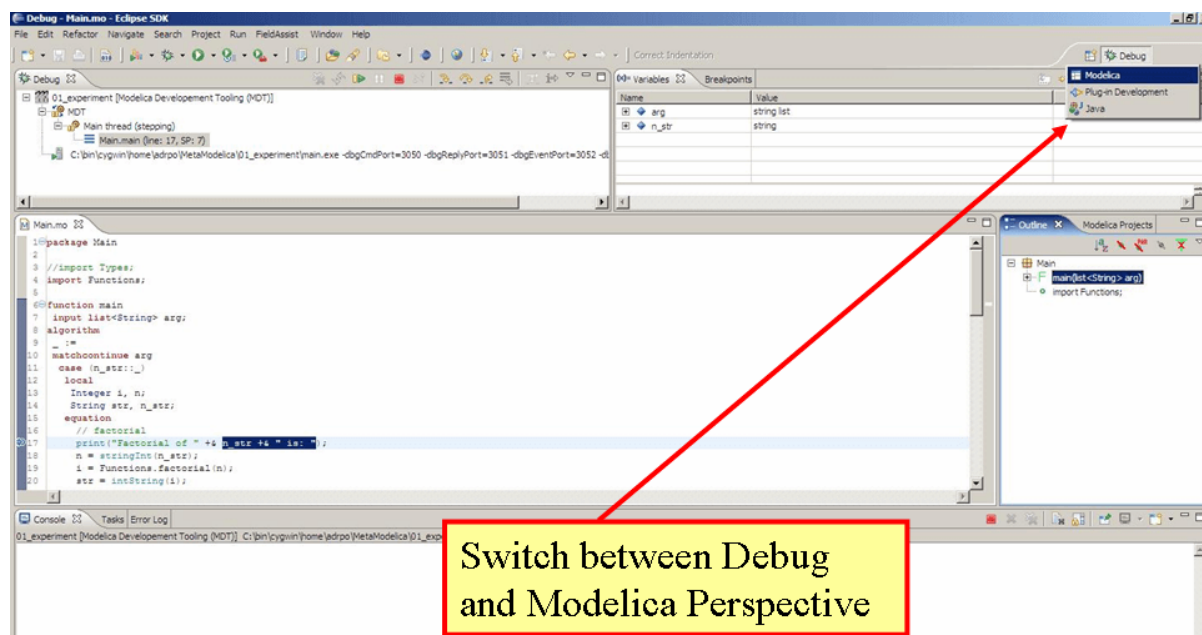 Debug - Main.mo - Eclipse SDK
File Edit Refactor Navigate Search Project Run FieldAssist Window Help
Correct Indentation
Debug
Debug
01_experiment [Modelica Developement Tooling (MDT)]
MDT
Main thread (stepping)
Main.main (line: 17, SP: 7)
C:\bin\cygwin\home\adrpo\MetaModelica\01_experiment\main.exe -dbgCmdPort=3050 -dbgReplyPort=3051 -dbgEventPort=3052
Variables Breakpoints
Name Value
arg string list
n_str string
Modelica
Plug-in Development
Java
Main.mo
1 package Main
2
3 //import Types;
4 import Functions;
5
6 function main
7 input list<String> arg;
8 algorithm
9 _ :=
10 matchcontinue arg
11 case (n_str::_)
12 local
13 Integer i, n;
14 String str, n_str;
15 equation
16 // factorial
17 print("Factorial of " +& n_str +& " is: ");
18 n = stringInt(n_str);
19 i = Functions.factorial(n);
20 str = intString(i);
Outline Modelica Projects
Main
main(list<String> arg)
import Functions;
Console Tasks Error Log
01_experiment [Modelica Developement Tooling (MDT)] C:\bin\cygwin\home\adrpo\MetaModelica\01_exp
Switch between Debug
and Modelica Perspective